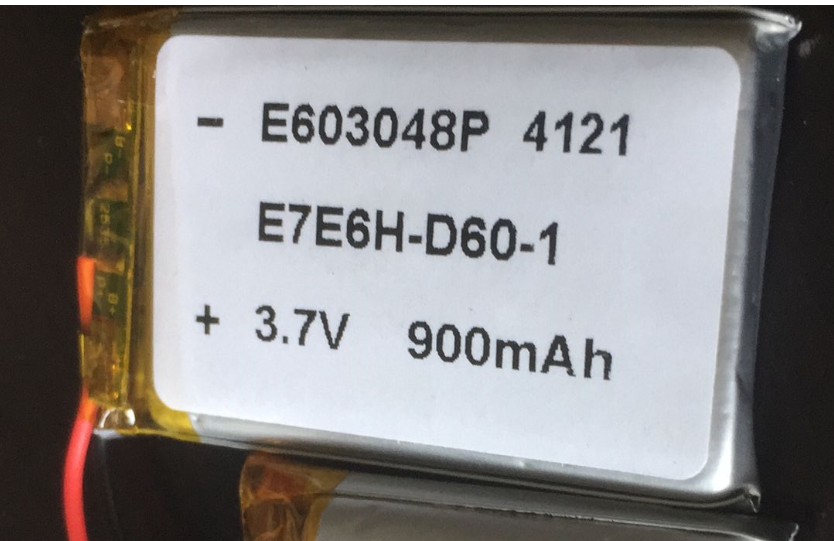 - E603048P 4121
E7E6H-D60-1
+ 3.7V 900mAh